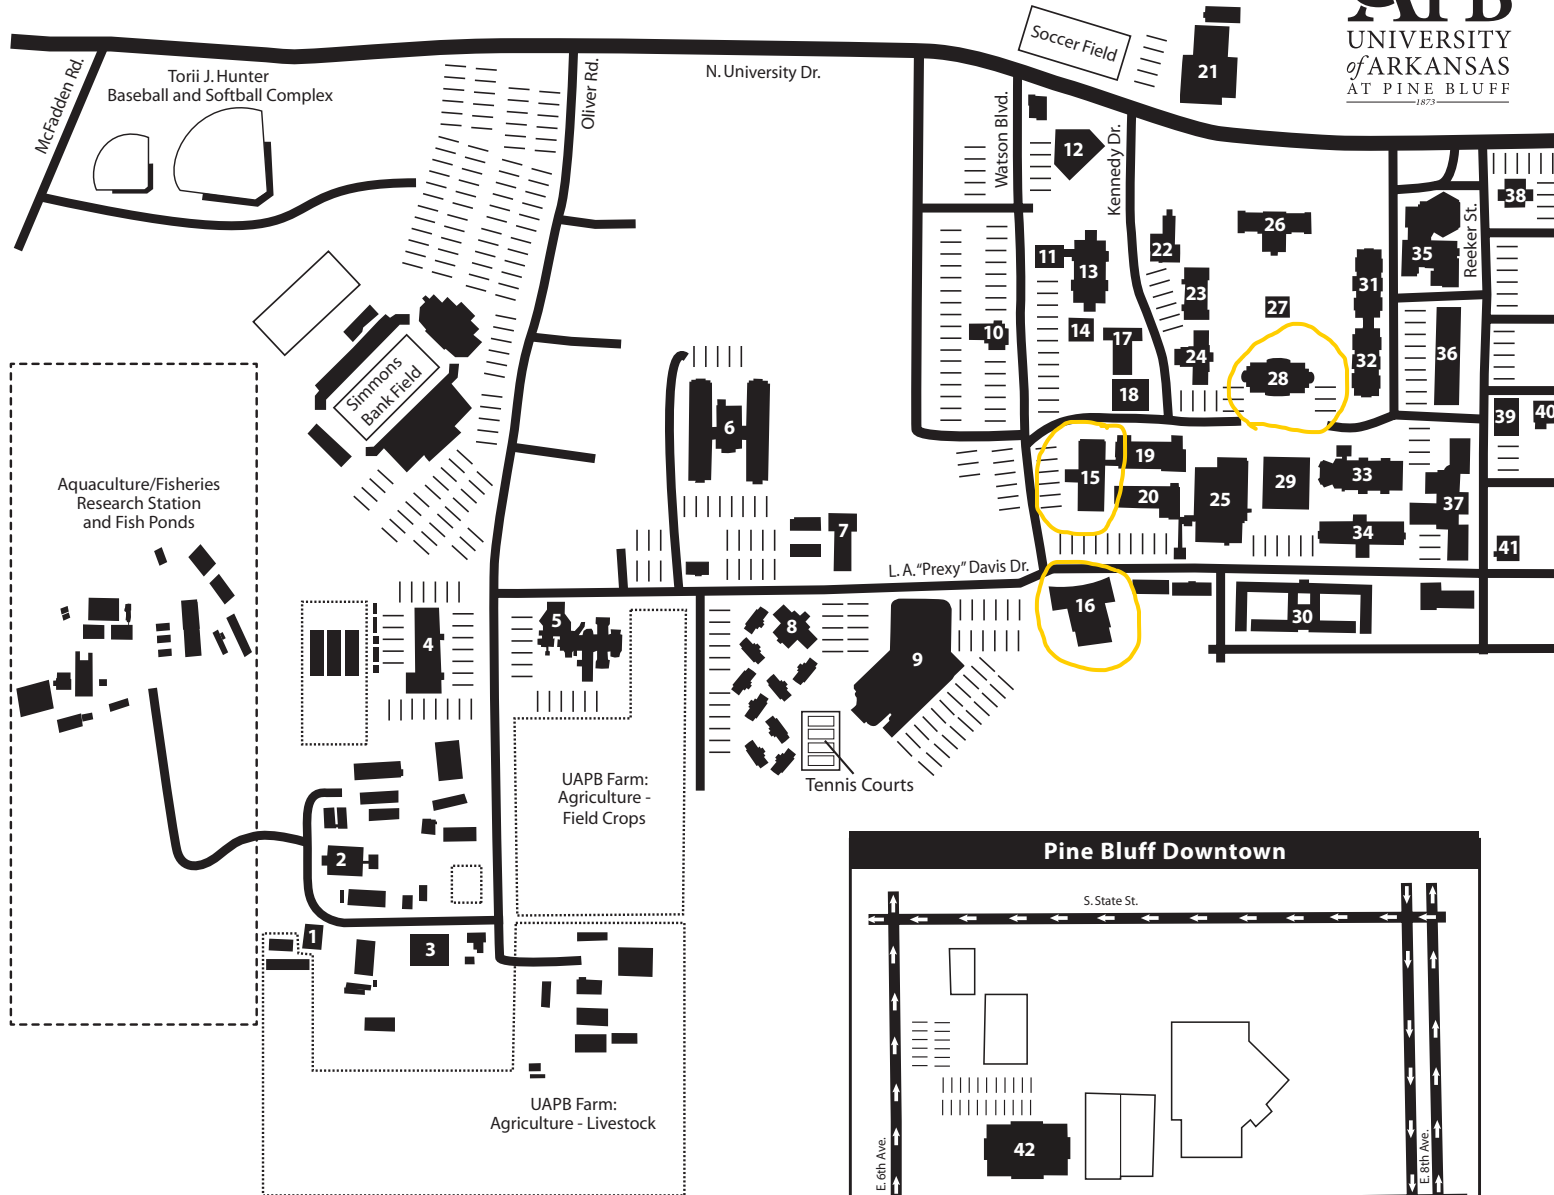 APB
UNIVERSITY
of ARKANSAS
AT PINE BLUFF
1873
Soccer Field
21
McFadden Rd.
Torii J. Hunter
Baseball and Softball Complex
Oliver Rd.
N. University Dr.
Watson Blvd.
12
Kennedy Dr.
38
26
22
35
Reeker St.
11
13
31
23
27
10
14
17
24
32
36
28
18
Simmons
Bank Field
6
39
40
19
15
20
25
29
33
37
34
41
Aquaculture/Fisheries
Research Station
and Fish Ponds
7
L. A. “Prexy” Davis Dr.
16
30
5
4
8
9
Tennis Courts
UAPB Farm:
Agriculture -
Field Crops
2
1
3
UAPB Farm:
Agriculture - Livestock
Pine Bluff Downtown
S. State St.
42
E. 6th Ave.
E. 8th Ave.